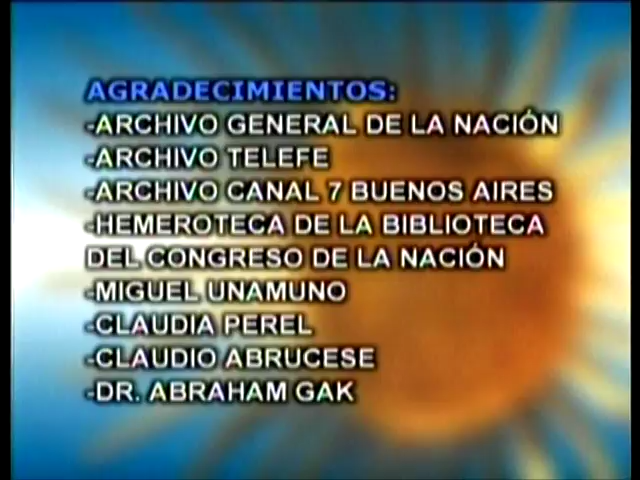 AGRADECIMIENTOS:
-ARCHIVO GENERAL DE LA NACIÓN
-ARCHIVO TELEFE
-ARCHIVO CANAL 7 BUENOS AIRES
-HEMEROTECA DE LA BIBLIOTECA
DEL CONGRESO DE LA NACIÓN
-MIGUEL UNAMUNO
-CLAUDIA PEREL
-CLAUDIO ABRUCESE
-DR. ABRAHAM GAK